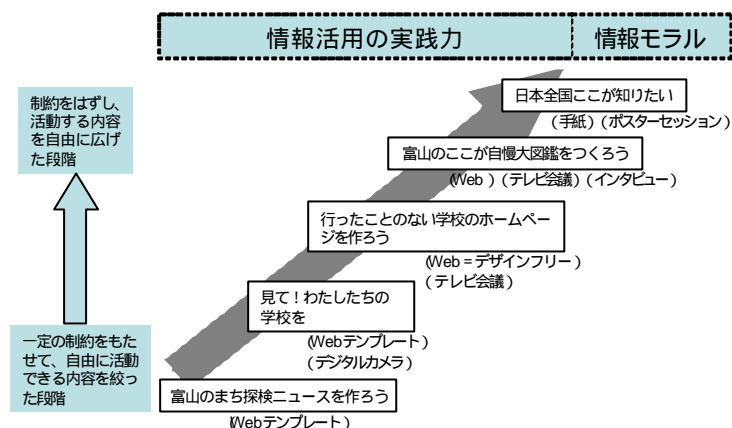 情報活用の実践力
情報モラル
制約をはずし、
活動する内容
を自由に広げ
た段階
日本全国ここが知りたい
(手紙)(ポスターセッション)
富山のここが自慢大図鑑をつくろう
(Web)(テレビ会議)(インタビュー)
行ったことのない学校のホームペー
ジを作ろう
(Web=デザインフリー)
(テレビ会議)
見て!わたしたちの
学校を
(Webテンプレート)
(デジタルカメラ)
一定の制約をもた
せて、自由に活動
できる内容を絞っ
た段階
富山のまち探検ニュースを作ろう
(Webテンプレート)